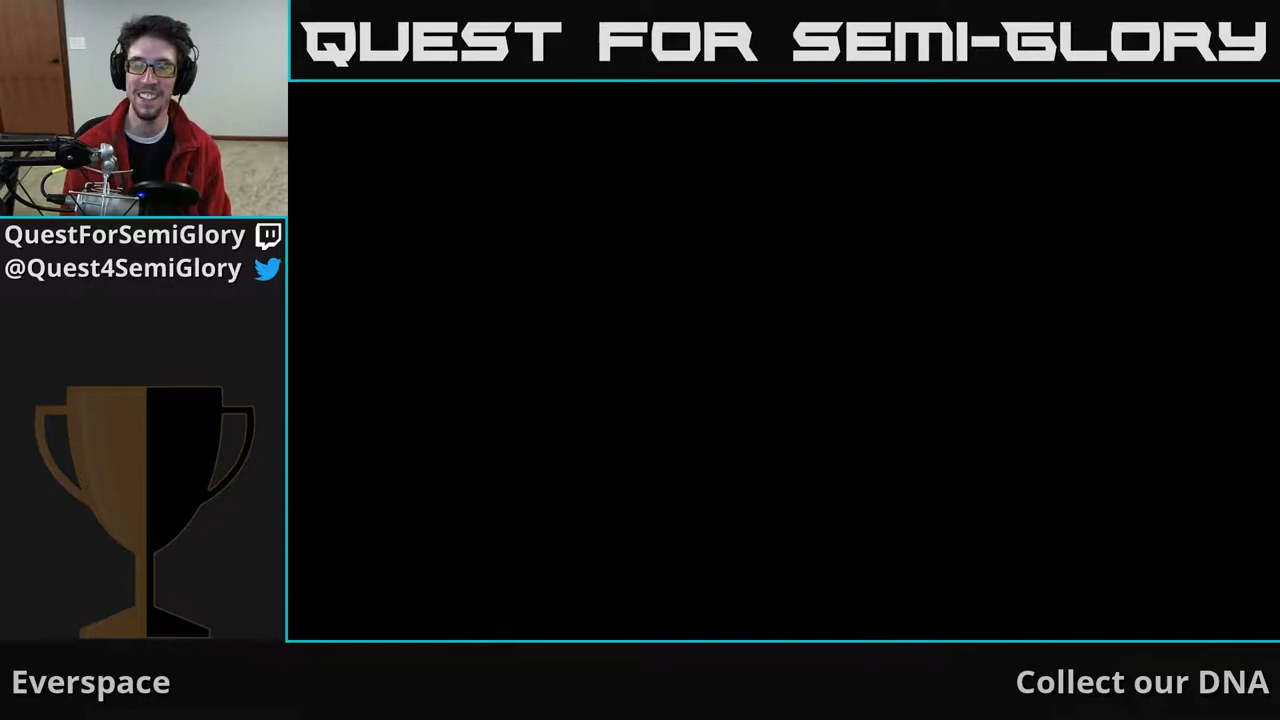 QUEST FOR SEMI-GLORY
QuestForSemiGlory
@Quest4SemiGlory
Everspace
Collect our DNA